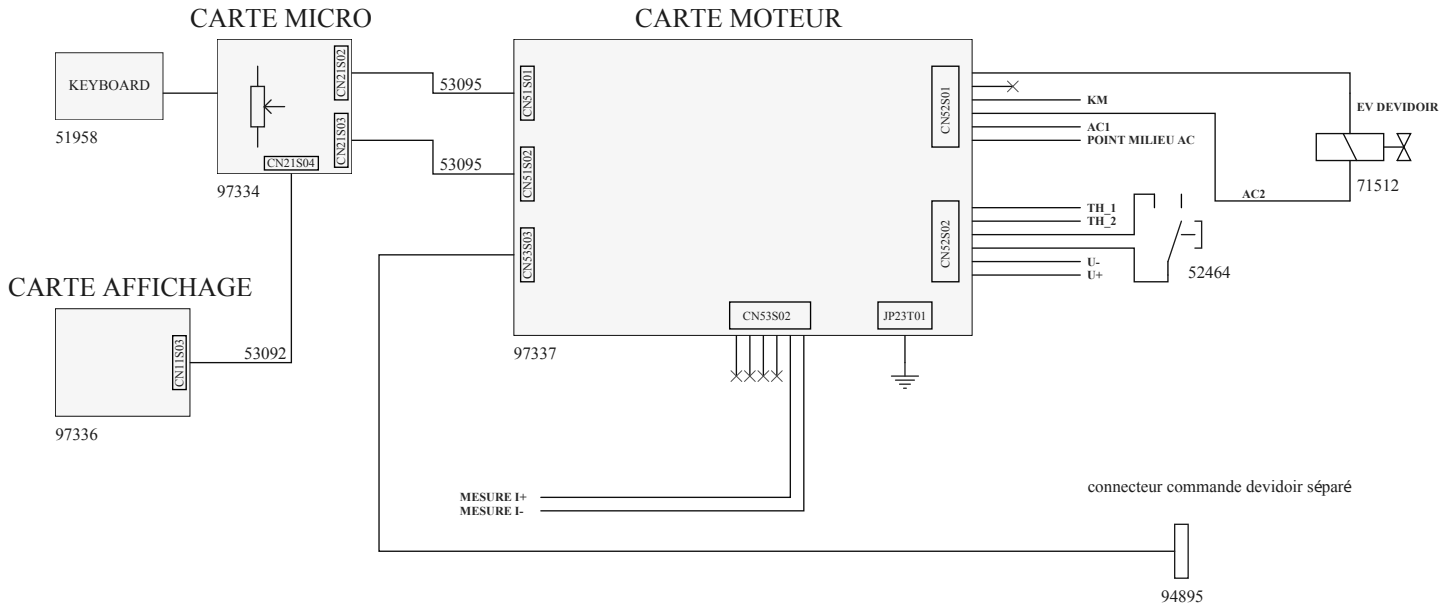 CARTE MICRO
CARTE MOTEUR
KEYBOARD
51958
CN21S02
CN21S03
CN21S04
97334
53095
53095
CN51S01
CN51S02
CN53S03
CN52S01
KM
AC1
POINT MILIEU AC
EV DEVIDOIR
71512
AC2
CN52S02
TH_1
TH_2
U-
U+
52464
CARTE AFFICHAGE
CN11S03
53092
97336
CN53S02
JP23T01
97337
MESURE I+
MESURE I-
connecteur commande devidoir séparé
94895